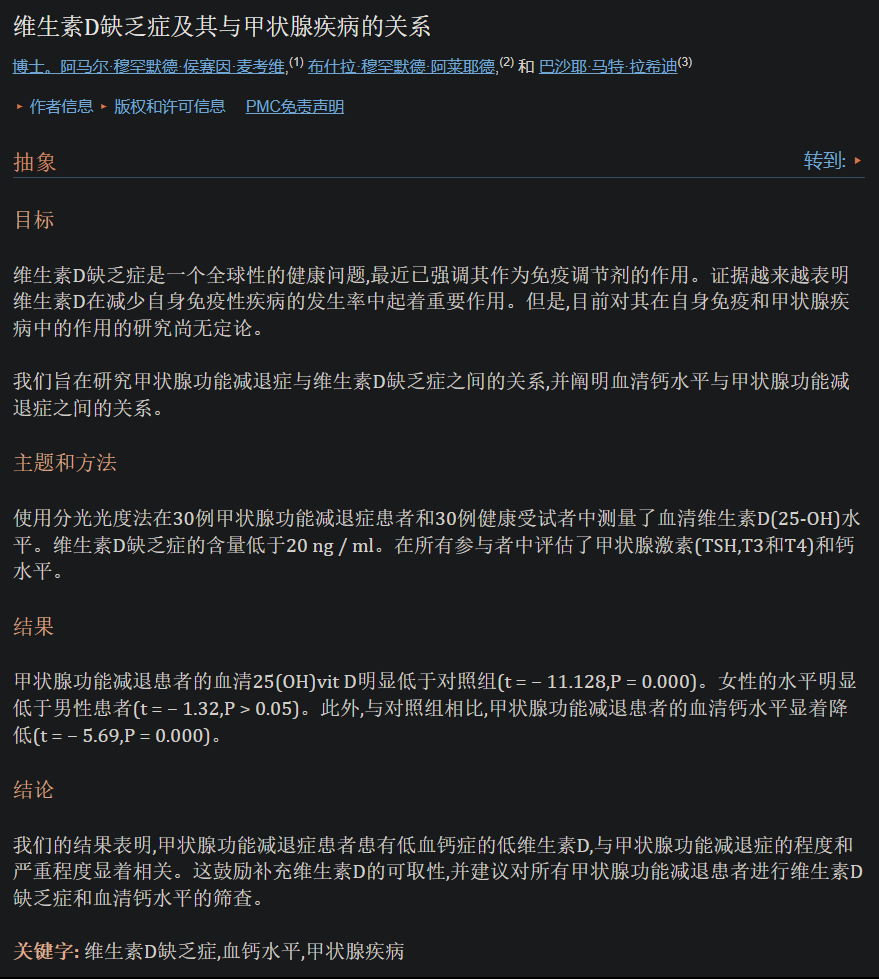 维生素D缺乏症及其与甲状腺疾病的关系
博士。阿马尔·穆罕默德·侯赛因·麦考维,(1) 布什拉·穆罕默德·阿莱耶德,(2) 和 巴沙耶·马特·拉希迪(3)
▸ 作者信息 ▸ 版权和许可信息 PMC免责声明
抽象 转到: ▸
目标
维生素D缺乏症是一个全球性的健康问题,最近已强调其作为免疫调节剂的作用。证据越来越表明
维生素D在减少自身免疫性疾病的发生率中起着重要作用。但是,目前对其在自身免疫和甲状腺疾
病中的作用的研究尚无定论。
我们旨在研究甲状腺功能减退症与维生素D缺乏症之间的关系,并阐明血清钙水平与甲状腺功能减
退症之间的关系。
主题和方法
使用分光光度法在30例甲状腺功能减退症患者和30例健康受试者中测量了血清维生素D(25-OH)水
平。维生素D缺乏症的含量低于20 ng / ml。在所有参与者中评估了甲状腺激素(TSH,T3和T4)和钙
水平。
结果
甲状腺功能减退患者的血清25(OH)vit D明显低于对照组(t = − 11.128,P = 0.000)。女性的水平明显
低于男性患者(t = − 1.32,P > 0.05)。此外,与对照组相比,甲状腺功能减退患者的血清钙水平显着降
低(t = − 5.69,P = 0.000)。
结论
我们的结果表明,甲状腺功能减退症患者患有低血钙症的低维生素D,与甲状腺功能减退症的程度和
严重程度显着相关。这鼓励补充维生素D的可取性,并建议对所有甲状腺功能减退患者进行维生素D
缺乏症和血清钙水平的筛查。
关键字: 维生素D缺乏症,血钙水平,甲状腺疾病